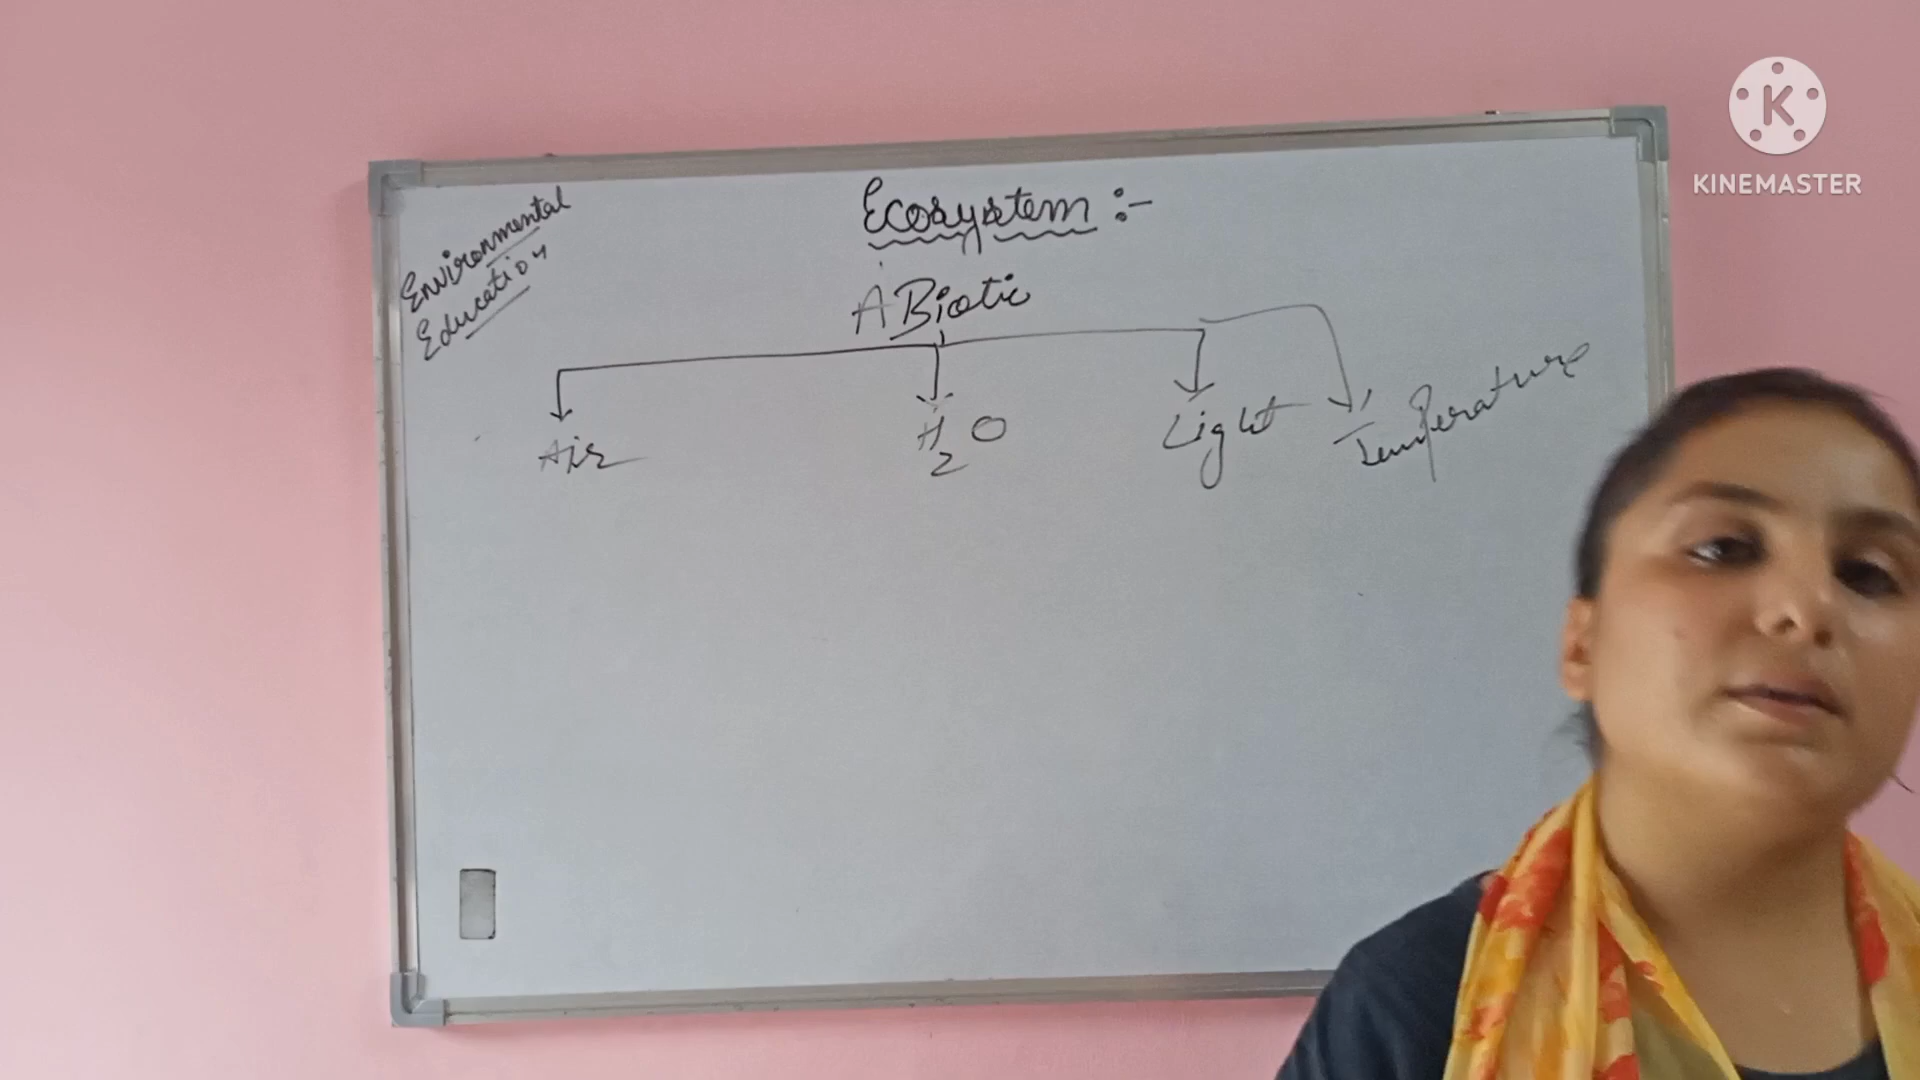 Environmental
Education
Ecosystem :-
ABiotic
Air
H2O
Light
Temperature
K
KINEMASTER